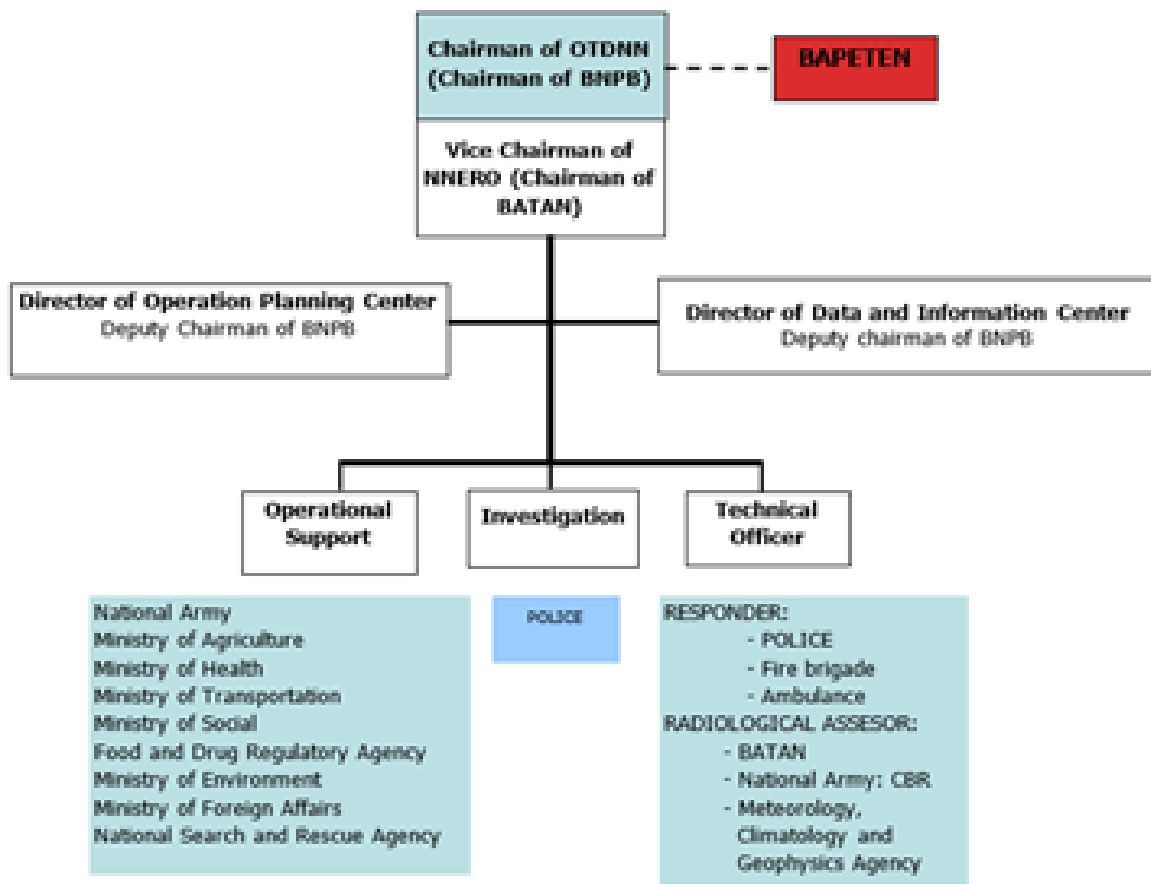 Chairman of OTDNN
(Chairman of BNPB)
BAPETEN
Vice Chairman of
NNERO (Chairman of
BATAN)
Director of Operation Planning Center
Deputy Chairman of BNPB
Director of Data and Information Center
Deputy chairman of BNPB
Operational
Support
Investigation
Technical
Officer
National Army
Ministry of Agriculture
Ministry of Health
Ministry of Transportation
Ministry of Social
Food and Drug Regulatory Agency
Ministry of Environment
Ministry of Foreign Affairs
National Search and Rescue Agency
POLICE
RESPONDER:
- POLICE
- Fire brigade
- Ambulance
RADIOLOGICAL ASSESOR:
- BATAN
- National Army: CBR
- Meteorology,
Climatology and
Geophysics Agency